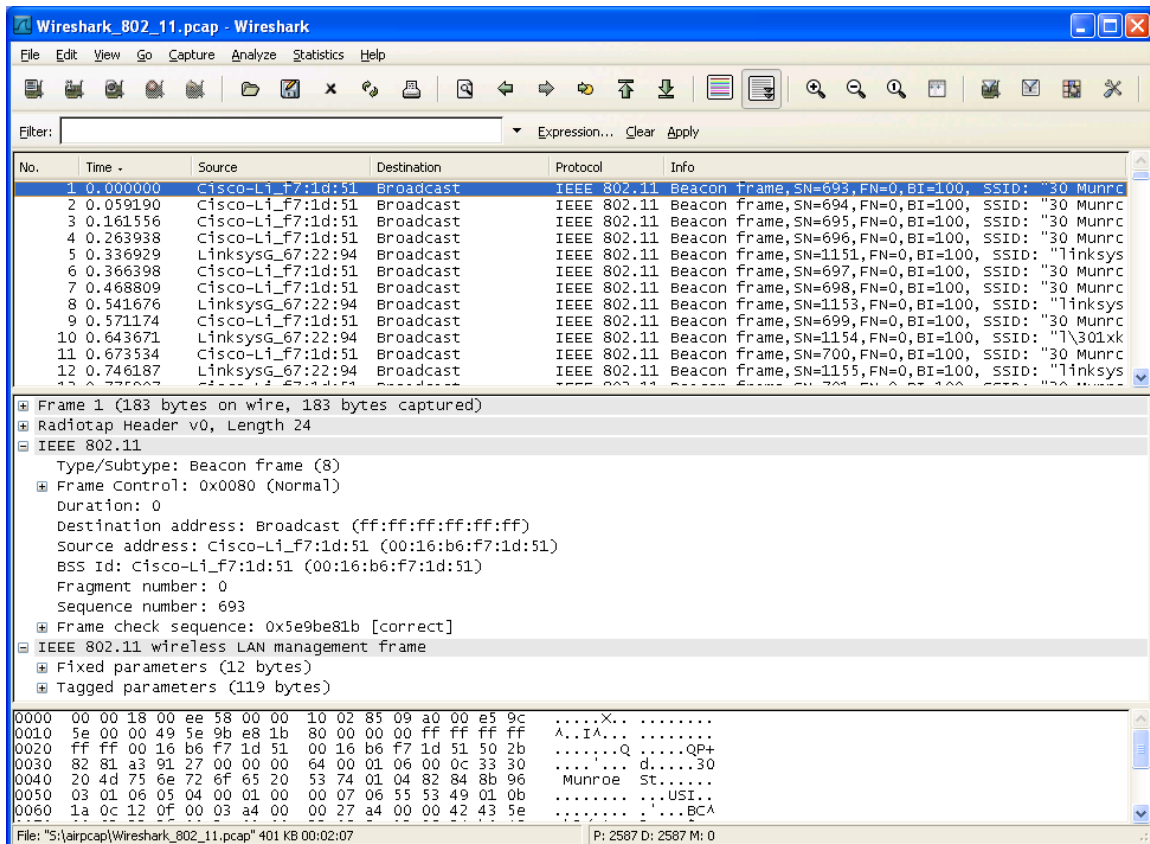 Wireshark_802_11.pcap - Wireshark
File Edit View Go Capture Analyze Statistics Help
Filter: Expression... Clear Apply
No. Time Source Destination Protocol Info
1 0.000000 Cisco-Li_f7:1d:51 Broadcast IEEE 802.11 Beacon frame,SN=693,FN=0,BI=100, SSID: "30 Munrc
2 0.059190 Cisco-Li_f7:1d:51 Broadcast IEEE 802.11 Beacon frame,SN=694,FN=0,BI=100, SSID: "30 Munrc
3 0.161556 Cisco-Li_f7:1d:51 Broadcast IEEE 802.11 Beacon frame,SN=695,FN=0,BI=100, SSID: "30 Munrc
4 0.263938 Cisco-Li_f7:1d:51 Broadcast IEEE 802.11 Beacon frame,SN=696,FN=0,BI=100, SSID: "30 Munrc
5 0.336929 LinksysG_67:22:94 Broadcast IEEE 802.11 Beacon frame,SN=1151,FN=0,BI=100, SSID: "linksys
6 0.366398 Cisco-Li_f7:1d:51 Broadcast IEEE 802.11 Beacon frame,SN=697,FN=0,BI=100, SSID: "30 Munrc
7 0.468809 Cisco-Li_f7:1d:51 Broadcast IEEE 802.11 Beacon frame,SN=698,FN=0,BI=100, SSID: "30 Munrc
8 0.541676 LinksysG_67:22:94 Broadcast IEEE 802.11 Beacon frame,SN=1153,FN=0,BI=100, SSID: "linksys
9 0.571174 Cisco-Li_f7:1d:51 Broadcast IEEE 802.11 Beacon frame,SN=699,FN=0,BI=100, SSID: "30 Munrc
10 0.643671 LinksysG_67:22:94 Broadcast IEEE 802.11 Beacon frame,SN=1154,FN=0,BI=100, SSID: "l\301xk
11 0.673534 Cisco-Li_f7:1d:51 Broadcast IEEE 802.11 Beacon frame,SN=700,FN=0,BI=100, SSID: "30 Munrc
12 0.746187 LinksysG_67:22:94 Broadcast IEEE 802.11 Beacon frame,SN=1155,FN=0,BI=100, SSID: "linksys
Frame 1 (183 bytes on wire, 183 bytes captured)
Radiotap Header v0, Length 24
IEEE 802.11
Type/Subtype: Beacon frame (8)
Frame Control: 0x0080 (Normal)
Duration: 0
Destination address: Broadcast (ff:ff:ff:ff:ff:ff)
Source address: Cisco-Li_f7:1d:51 (00:16:b6:f7:1d:51)
BSS Id: Cisco-Li_f7:1d:51 (00:16:b6:f7:1d:51)
Fragment number: 0
Sequence number: 693
Frame check sequence: 0x5e9be81b [correct]
IEEE 802.11 wireless LAN management frame
Fixed parameters (12 bytes)
Tagged parameters (119 bytes)
0000 00 00 18 00 ee 58 00 00 10 02 85 09 a0 00 e5 9c .....X.. ........
0010 5e 00 00 49 5e 9b e8 1b 80 00 00 00 ff ff ff ff ^..I^... ........
0020 ff ff 00 16 b6 f7 1d 51 00 16 b6 f7 1d 51 50 2b .......Q .....QP+
0030 82 81 a3 91 27 00 00 00 64 00 01 06 00 0c 33 30 ....'... d.....30
0040 20 4d 75 6e 72 6f 65 20 53 74 01 04 82 84 8b 96 Munroe St......
0050 03 01 06 05 04 00 01 00 00 07 06 55 53 49 01 0b ........ ...USI..
0060 1a 0c 12 0f 00 03 a4 00 00 27 a4 00 00 42 43 5e ........ .'...BC^
File: "S:\airpcap\Wireshark_802_11.pcap" 401 KB 00:02:07 P: 2587 D: 2587 M: 0